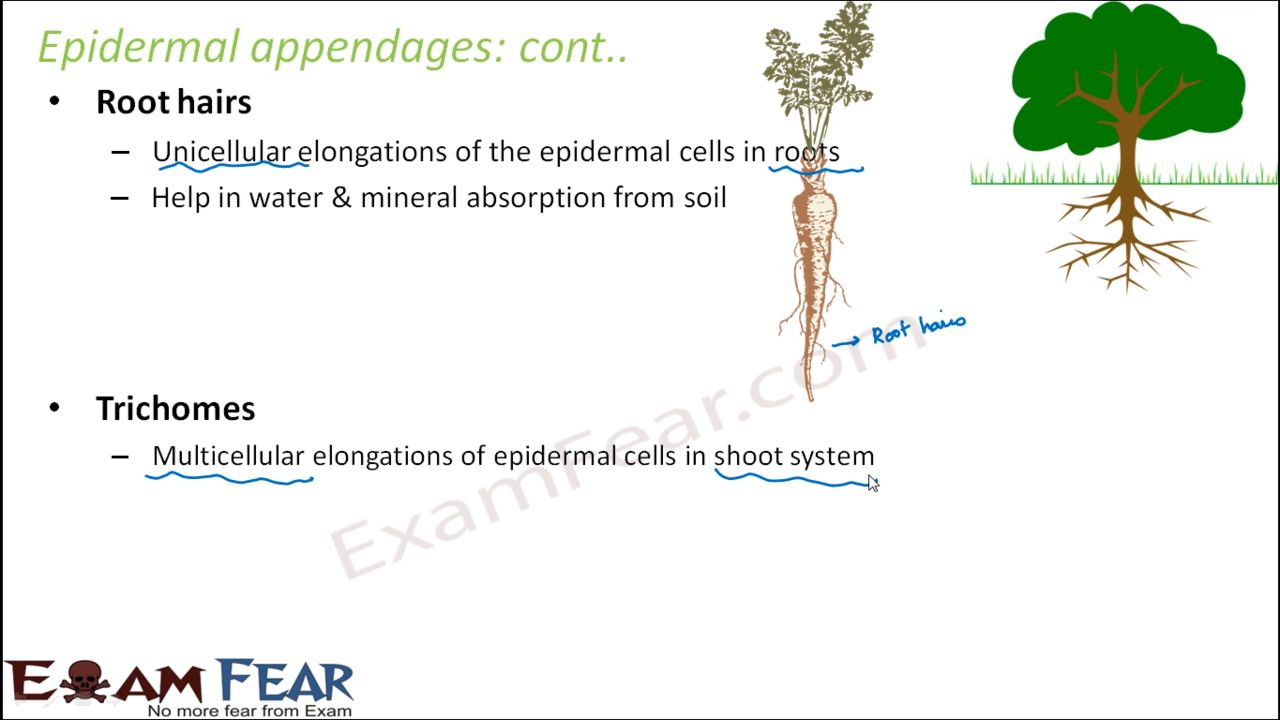 Epidermal appendages: cont..
• Root hairs
– Unicellular elongations of the epidermal cells in roots
– Help in water & mineral absorption from soil
Root hairs
• Trichomes
– Multicellular elongations of epidermal cells in shoot system
ExamFear.com
EXAM FEAR
No more fear from Exam